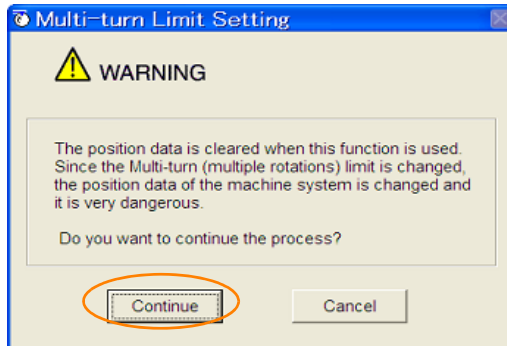 Multi-turn Limit Setting
WARNING
The position data is cleared when this function is used.
Since the Multi-turn (multiple rotations) limit is changed,
the position data of the machine system is changed and
it is very dangerous.
Do you want to continue the process?
Continue
Cancel